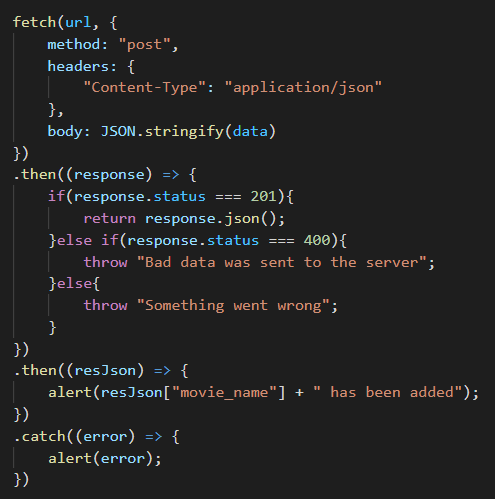 fetch(url, {
    method: "post",
    headers: {
        "Content-Type": "application/json"
    },
    body: JSON.stringify(data)
})
.then((response) => {
    if(response.status === 201){
        return response.json();
    }else if(response.status === 400){
        throw "Bad data was sent to the server";
    }else{
        throw "Something went wrong";
    }
})
.then((resJson) => {
    alert(resJson["movie_name"] + " has been added");
})
.catch((error) => {
    alert(error);
})